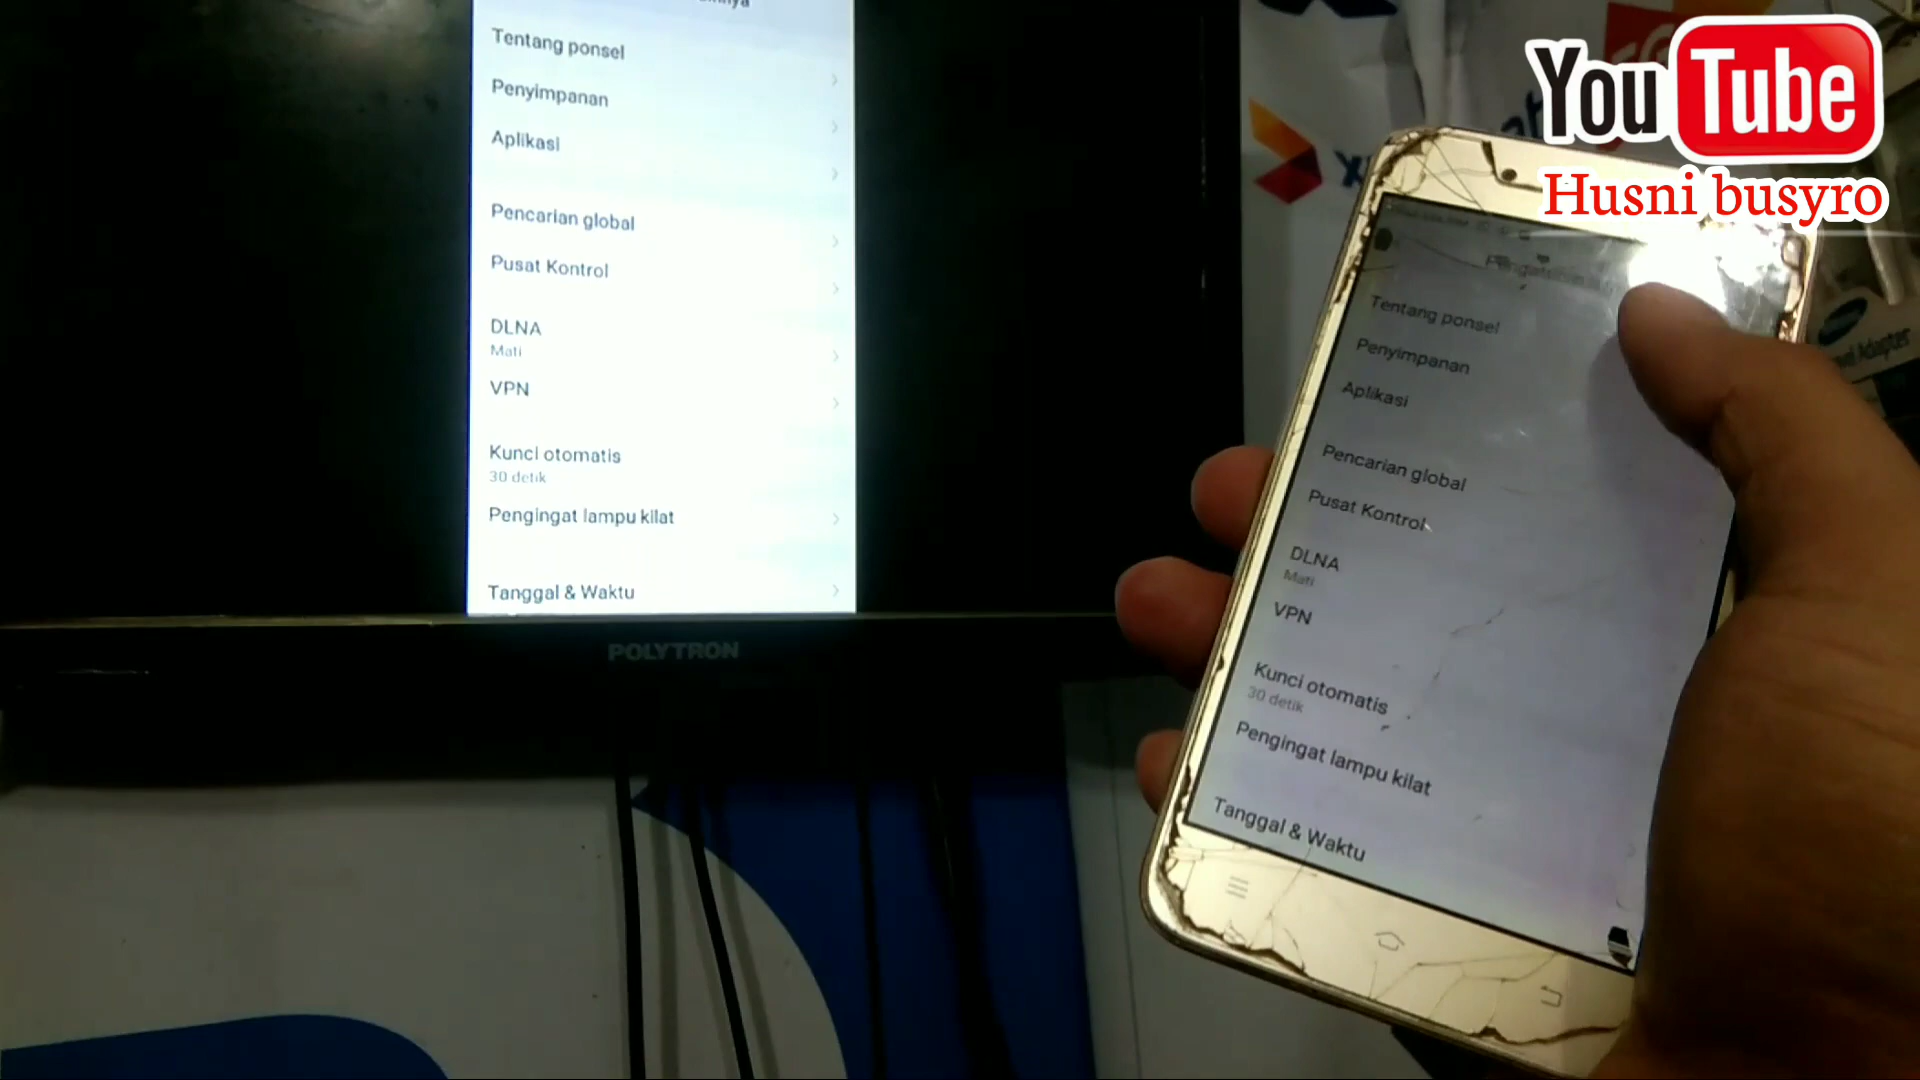 Tentang ponsel
Penyimpanan
Aplikasi
Pencarian global
Pusat Kontrol
DLNA
Mati
VPN
Kunci otomatis
30 detik
Pengingat lampu kilat
Tanggal & Waktu
POLYTRON
YouTube
Husni busyro
Tentang ponsel
Penyimpanan
Aplikasi
Pencarian global
Pusat Kontrol
DLNA
Mati
VPN
Kunci otomatis
30 detik
Pengingat lampu kilat
Tanggal & Waktu
Adapter